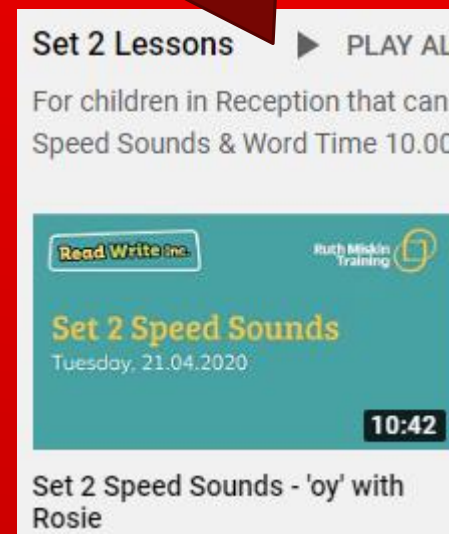 Set 2 Lessons ▶ PLAY AL
For children in Reception that can
Speed Sounds & Word Time 10.00
Read Write Inc.
Ruth Miskin
Training
Set 2 Speed Sounds
Tuesday, 21.04.2020
10:42
Set 2 Speed Sounds - 'oy' with
Rosie